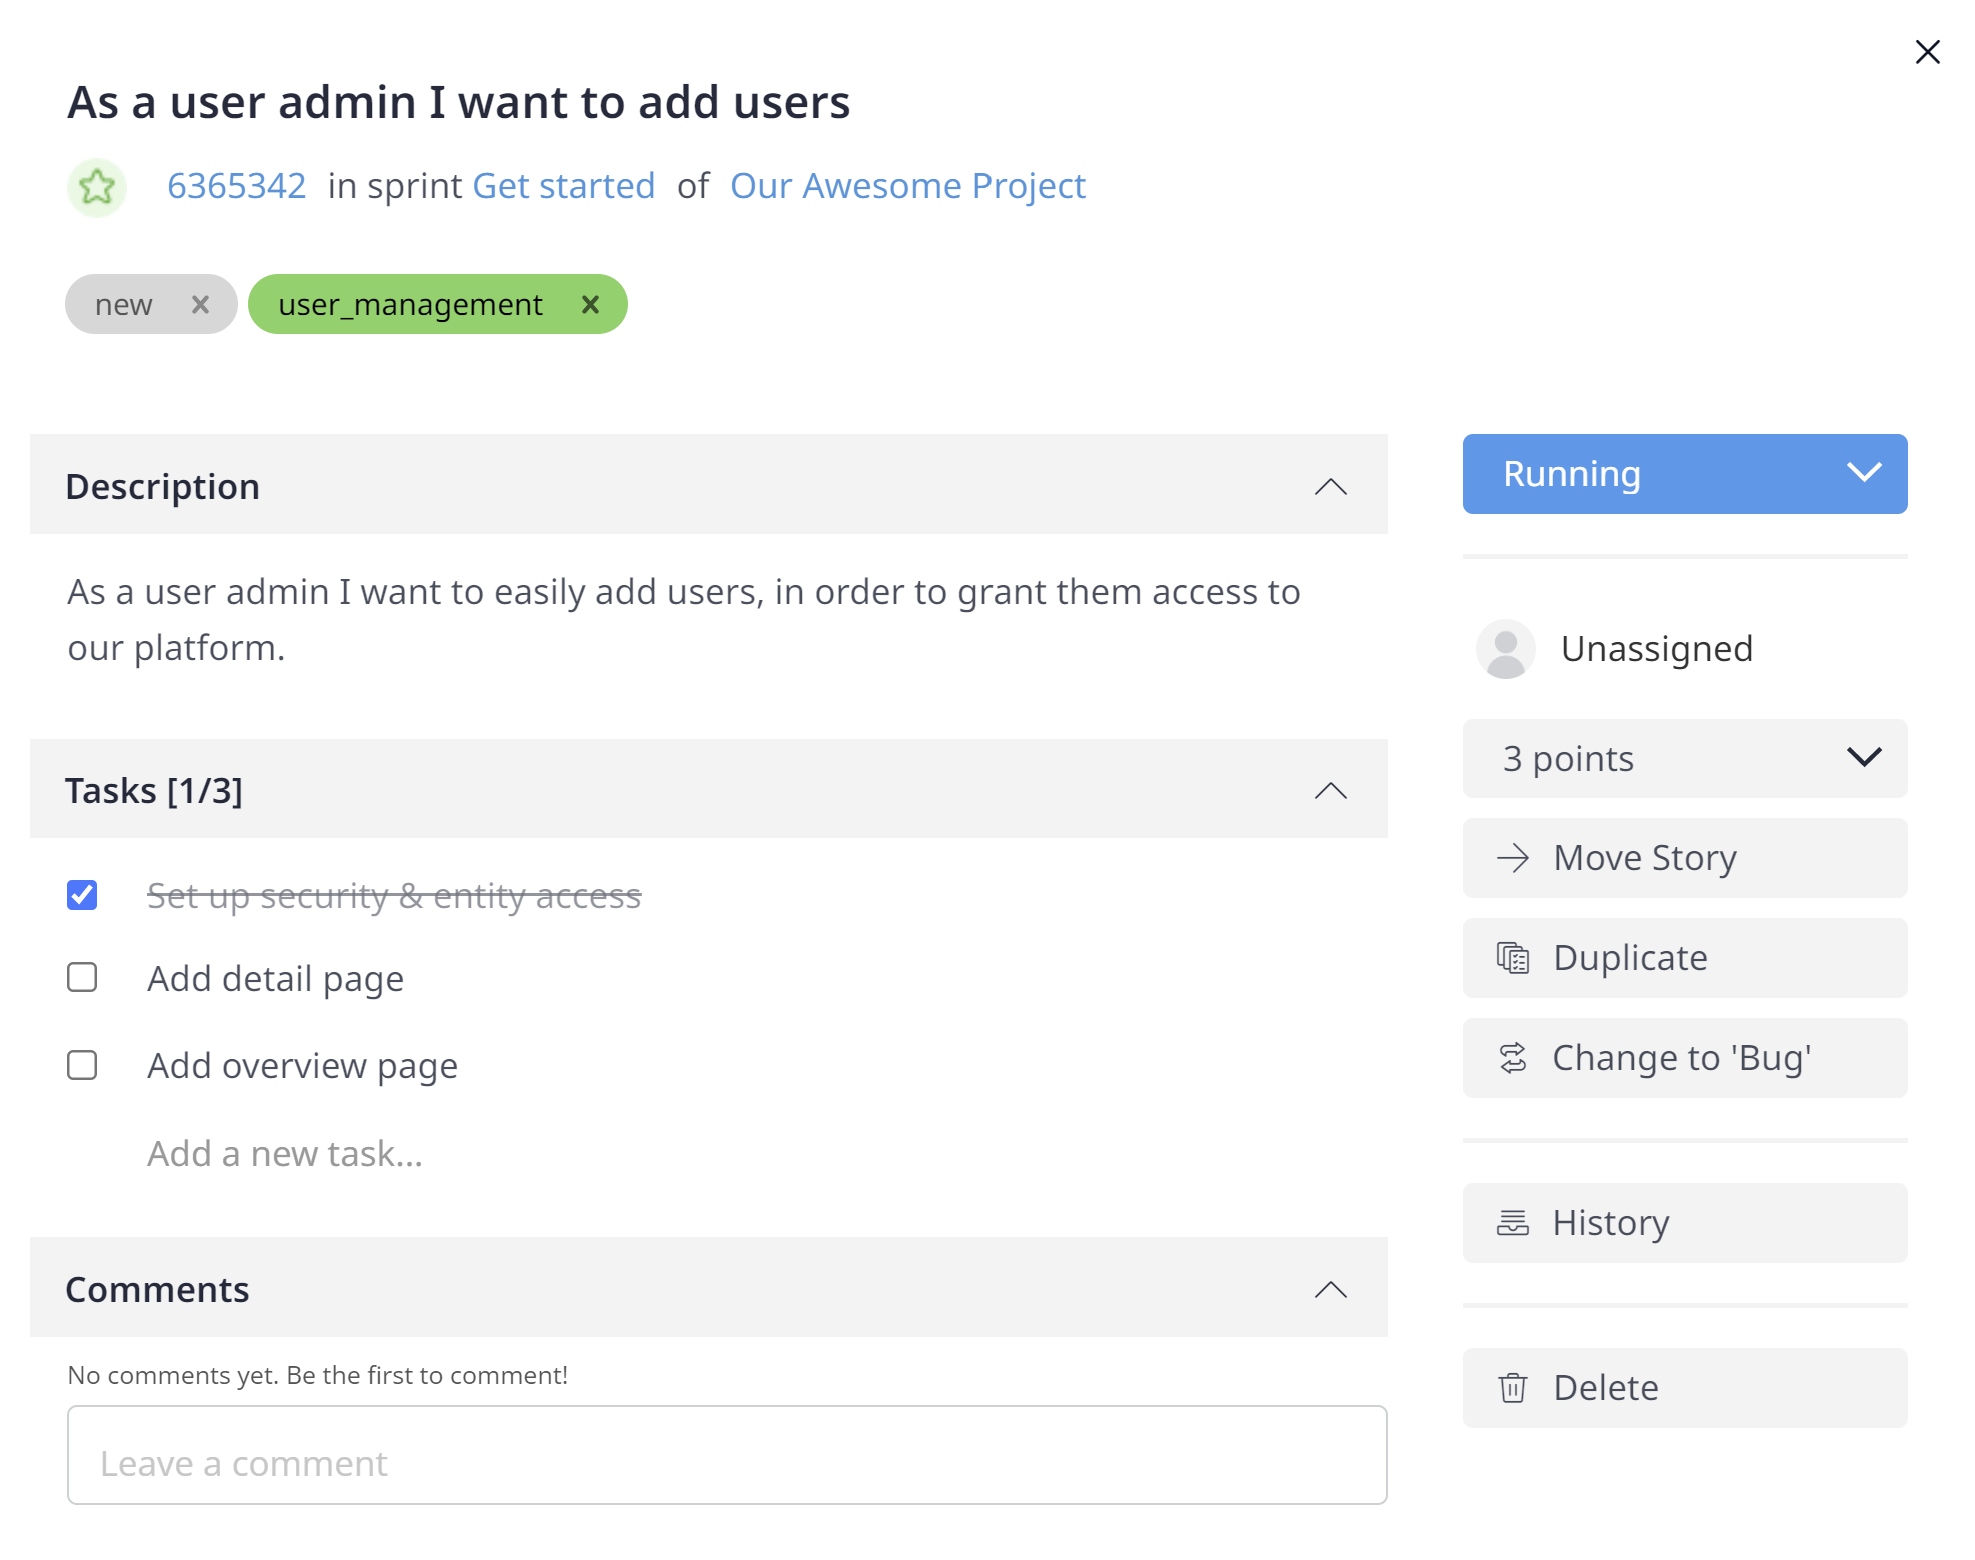 As a user admin I want to add users
6365342 in sprint Get started of Our Awesome Project
new
user_management
Description
As a user admin I want to easily add users, in order to grant them access to
our platform.
Tasks [1/3]
Set up security & entity access
Add detail page
Add overview page
Add a new task...
Comments
No comments yet. Be the first to comment!
Leave a comment
Running
Unassigned
3 points
Move Story
Duplicate
Change to 'Bug'
History
Delete